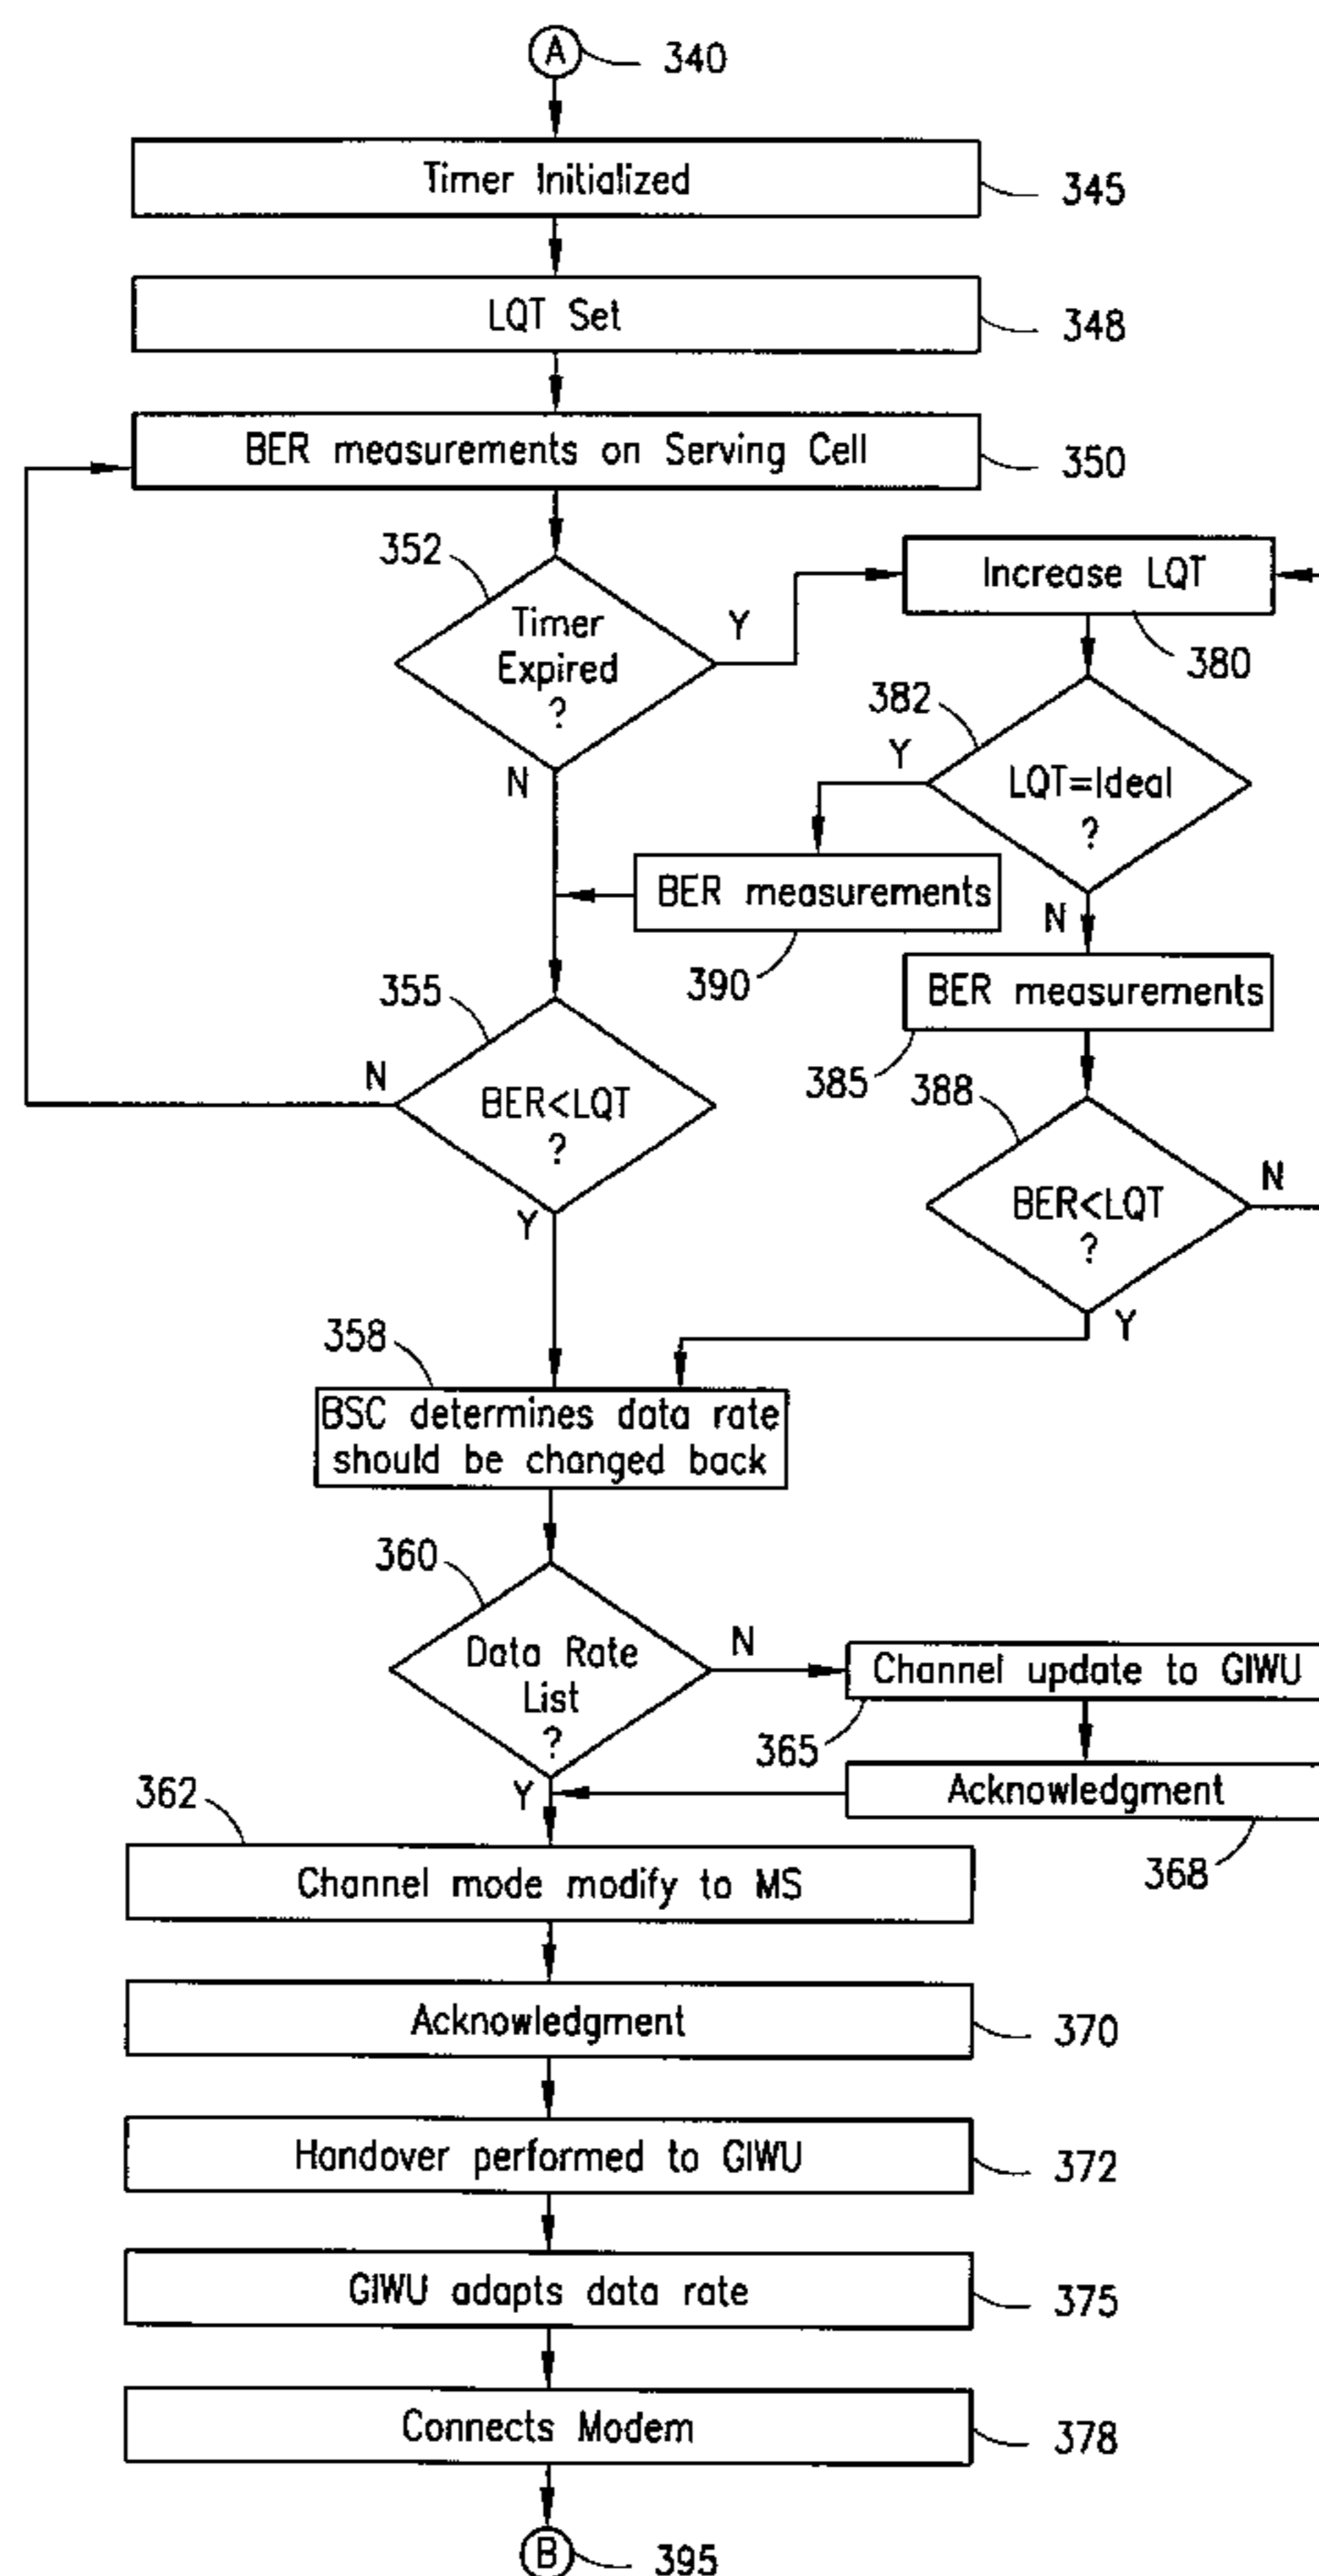 A
340
Timer Initialized
345
LQT Set
348
BER measurements on Serving Cell
350
352
Timer
Expired
?
Y
N
Increase LQT
380
382
LQT=Ideal
?
Y
N
BER measurements
390
BER measurements
385
355
BER<LQT
?
N
Y
388
BER<LQT
?
N
Y
358
BSC determines data rate
should be changed back
360
Data Rate
List
?
N
Y
Channel update to GIWU
365
Acknowledgment
368
362
Channel mode modify to MS
Acknowledgment
370
Handover performed to GIWU
372
GIWU adapts data rate
375
Connects Modem
378
B
395